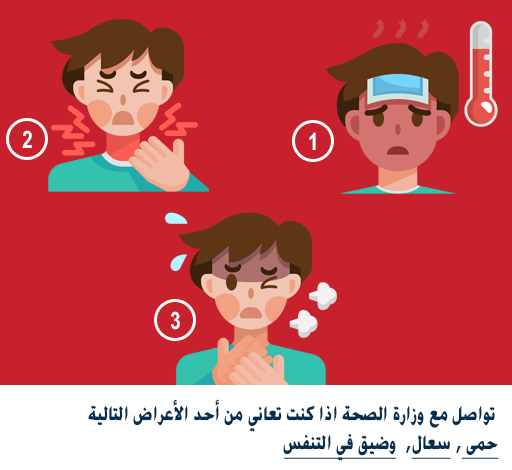 1
2
3
تواصل مع وزارة الصحة اذا كنت تعاني من أحد الأعراض التالية
حمى , سعال, وضيق في التنفس